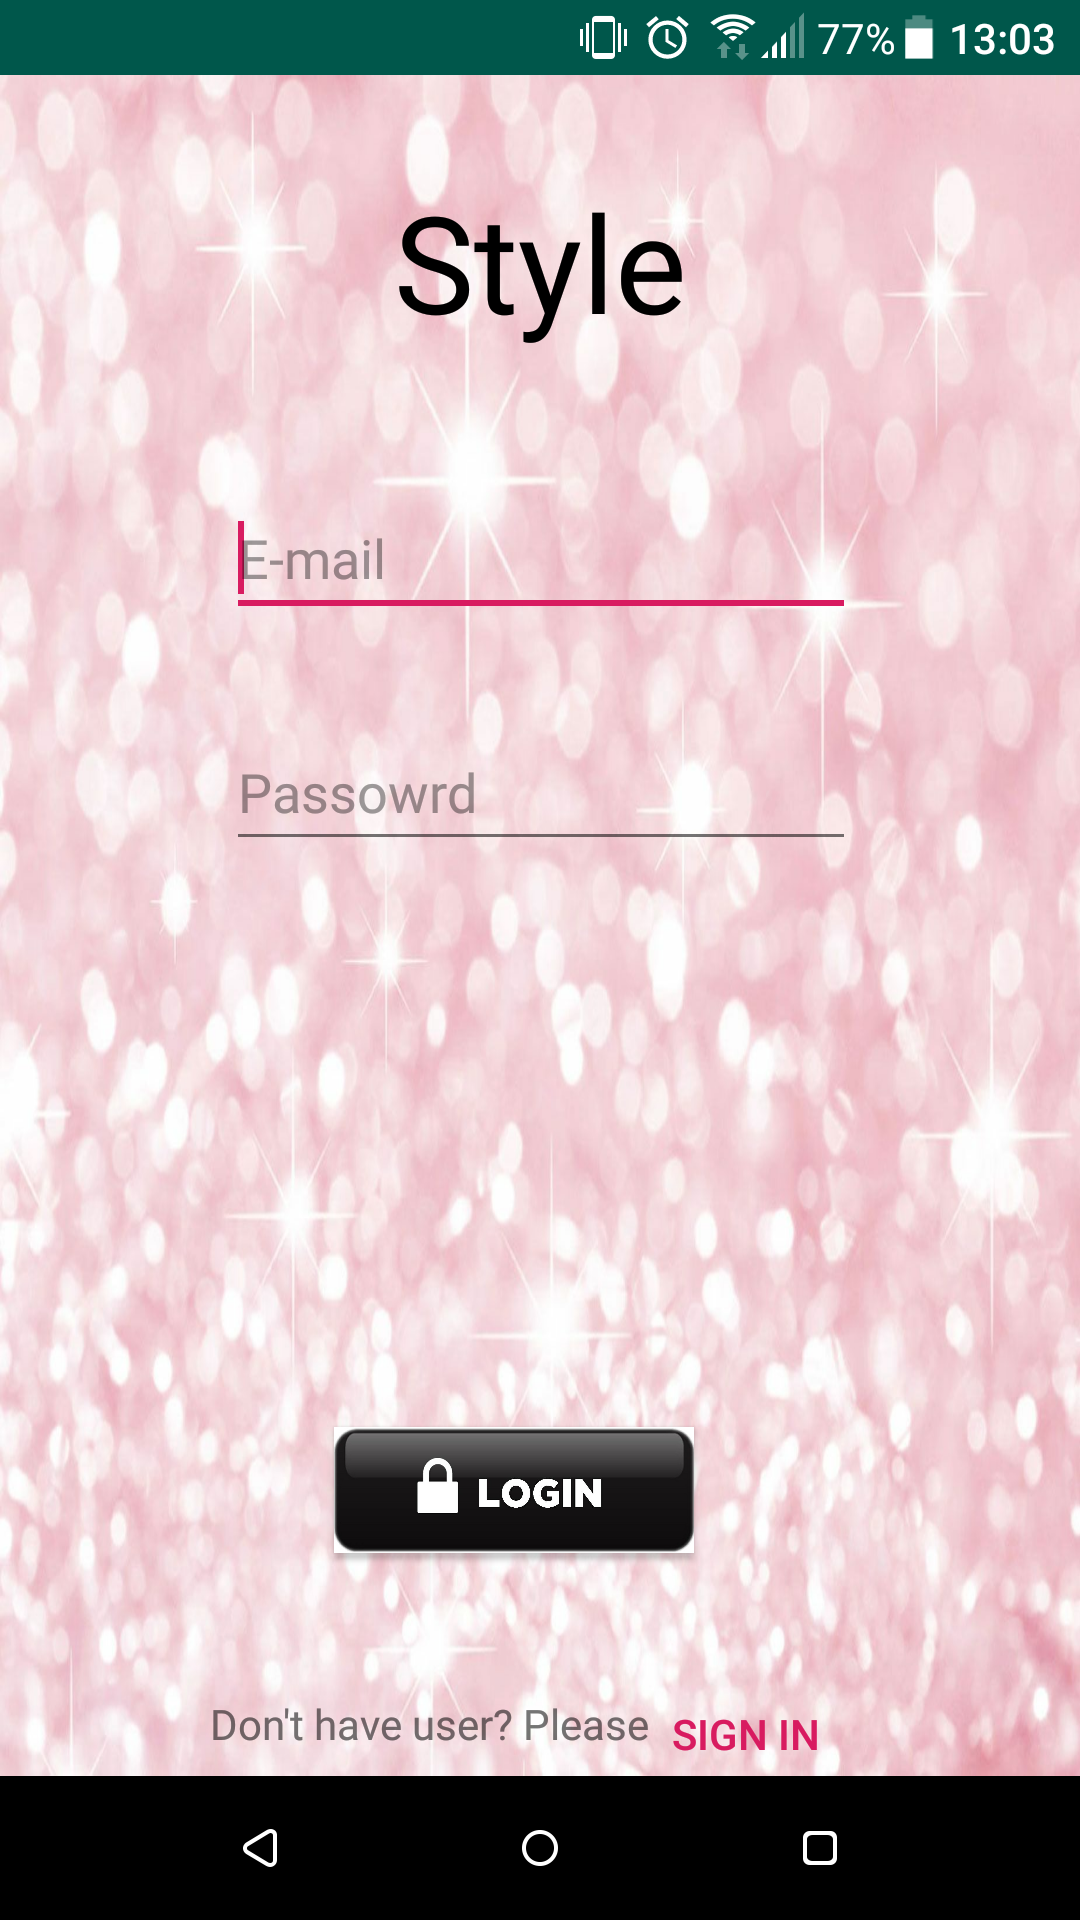 77% 13:03
Style
E-mail
Passowrd
LOGIN
Don't have user? Please SIGN IN